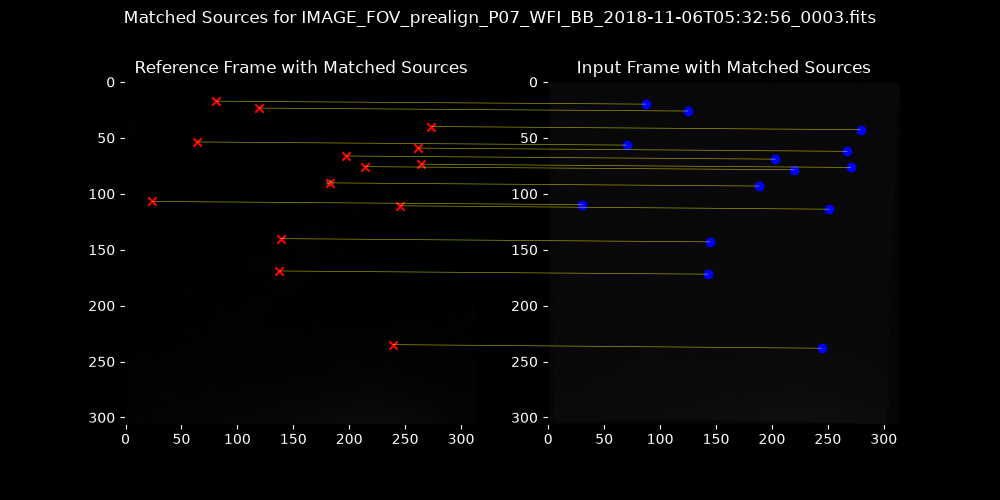 Matched Sources for IMAGE_FOV_prealign_P07_WFI_BB_2018-11-06T05:32:56_0003.fits
Reference Frame with Matched Sources
Input Frame with Matched Sources
0
50
100
150
200
250
300
0 50 100 150 200 250 300
0
50
100
150
200
250
300
0 50 100 150 200 250 300